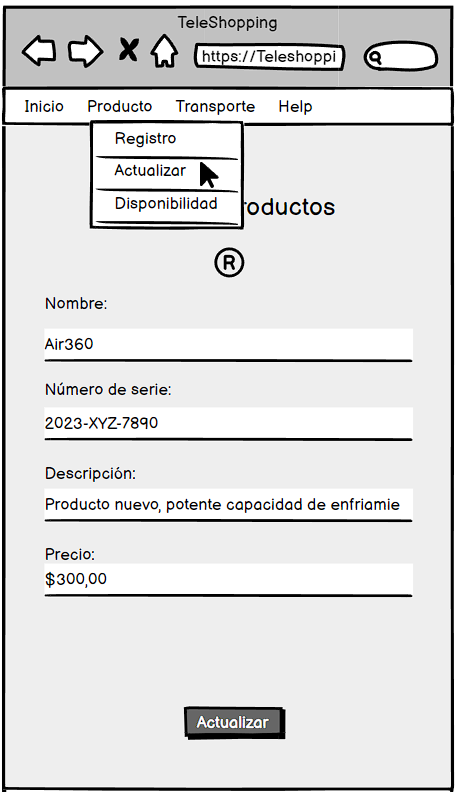 TeleShopping
https://Teleshoppi
Inicio Producto Transporte Help
Registro
Actualizar
Disponibilidad
roductos
®
Nombre:
Air360
Número de serie:
2023-XYZ-7890
Descripción:
Producto nuevo, potente capacidad de enfriamie
Precio:
$300,00
Actualizar